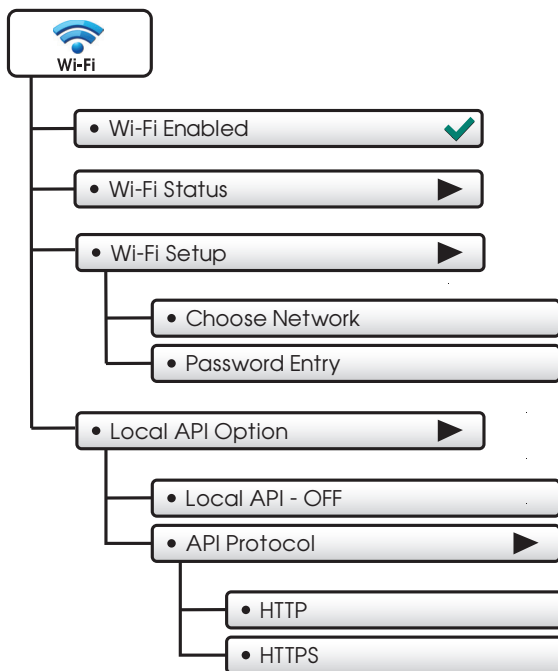 Wi-Fi
• Wi-Fi Enabled
• Wi-Fi Status
• Wi-Fi Setup
• Choose Network
• Password Entry
• Local API Option
• Local API - OFF
• API Protocol
• HTTP
• HTTPS